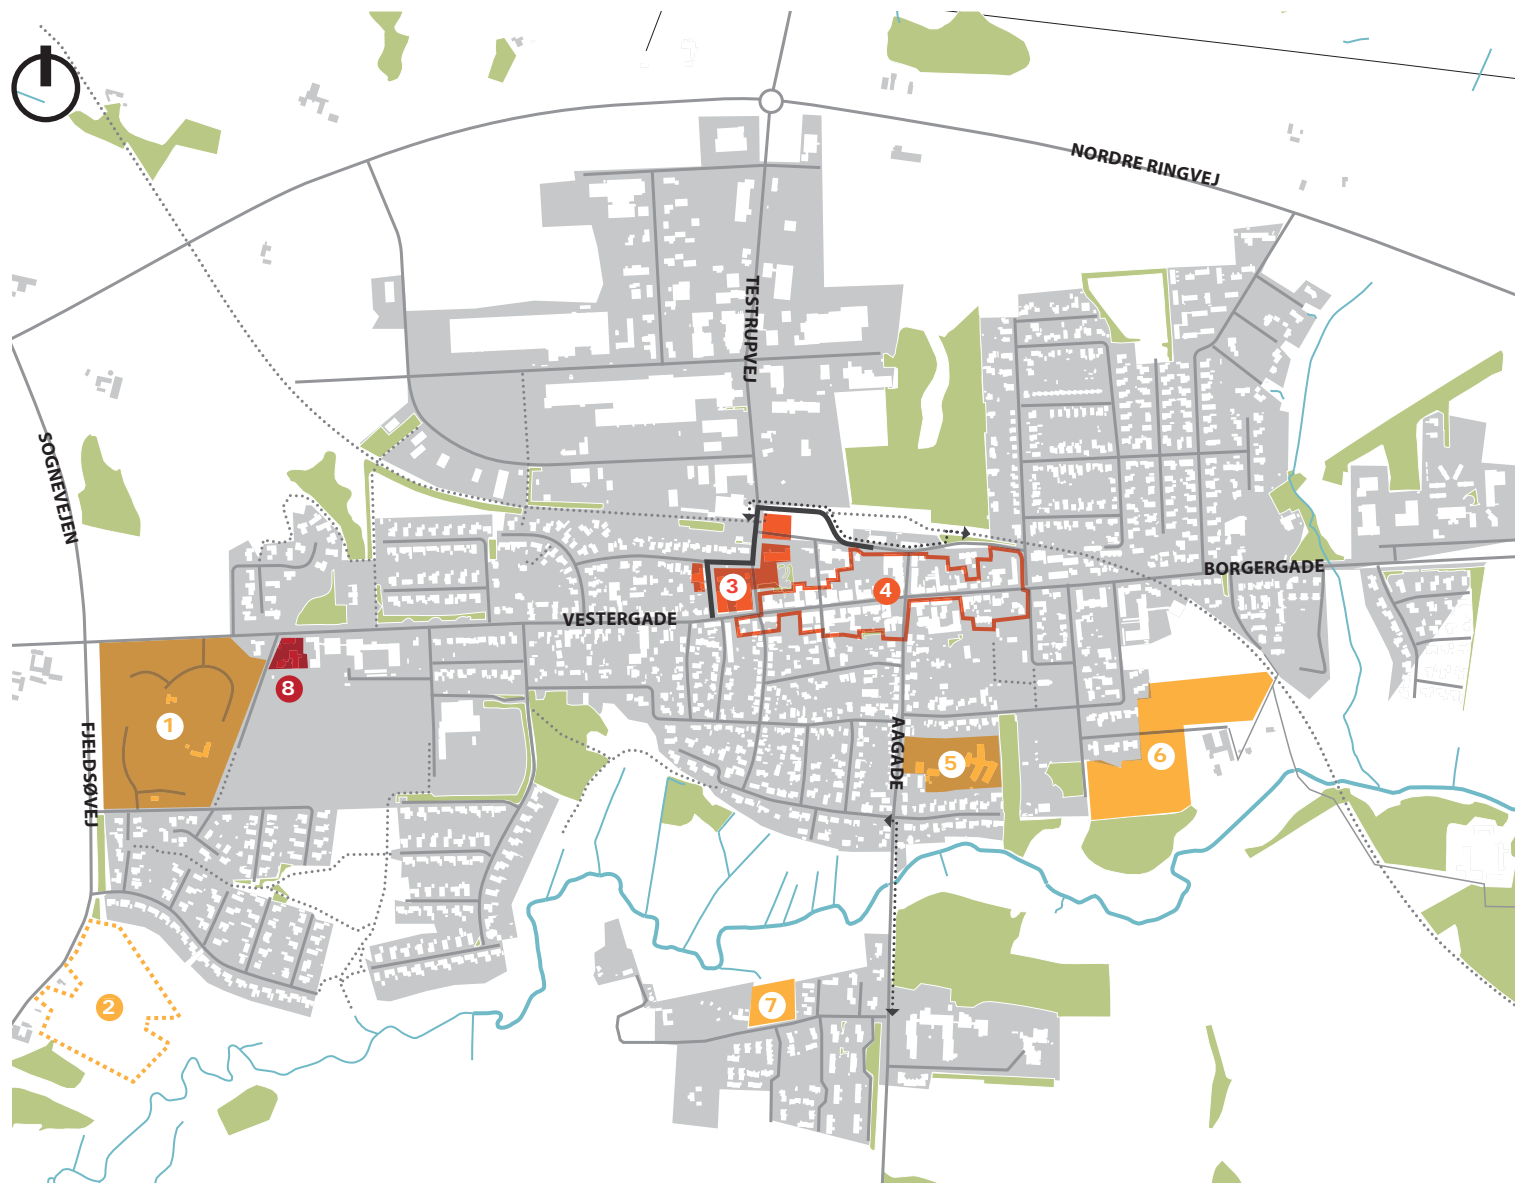 NORDRE RINGVEJ
TESTRUPVEJ
SOGNEVEJEN
BORGERGADE
3
4
VESTERGADE
8
1
FJELDSØVEJ
AAGADE
5
6
2
7